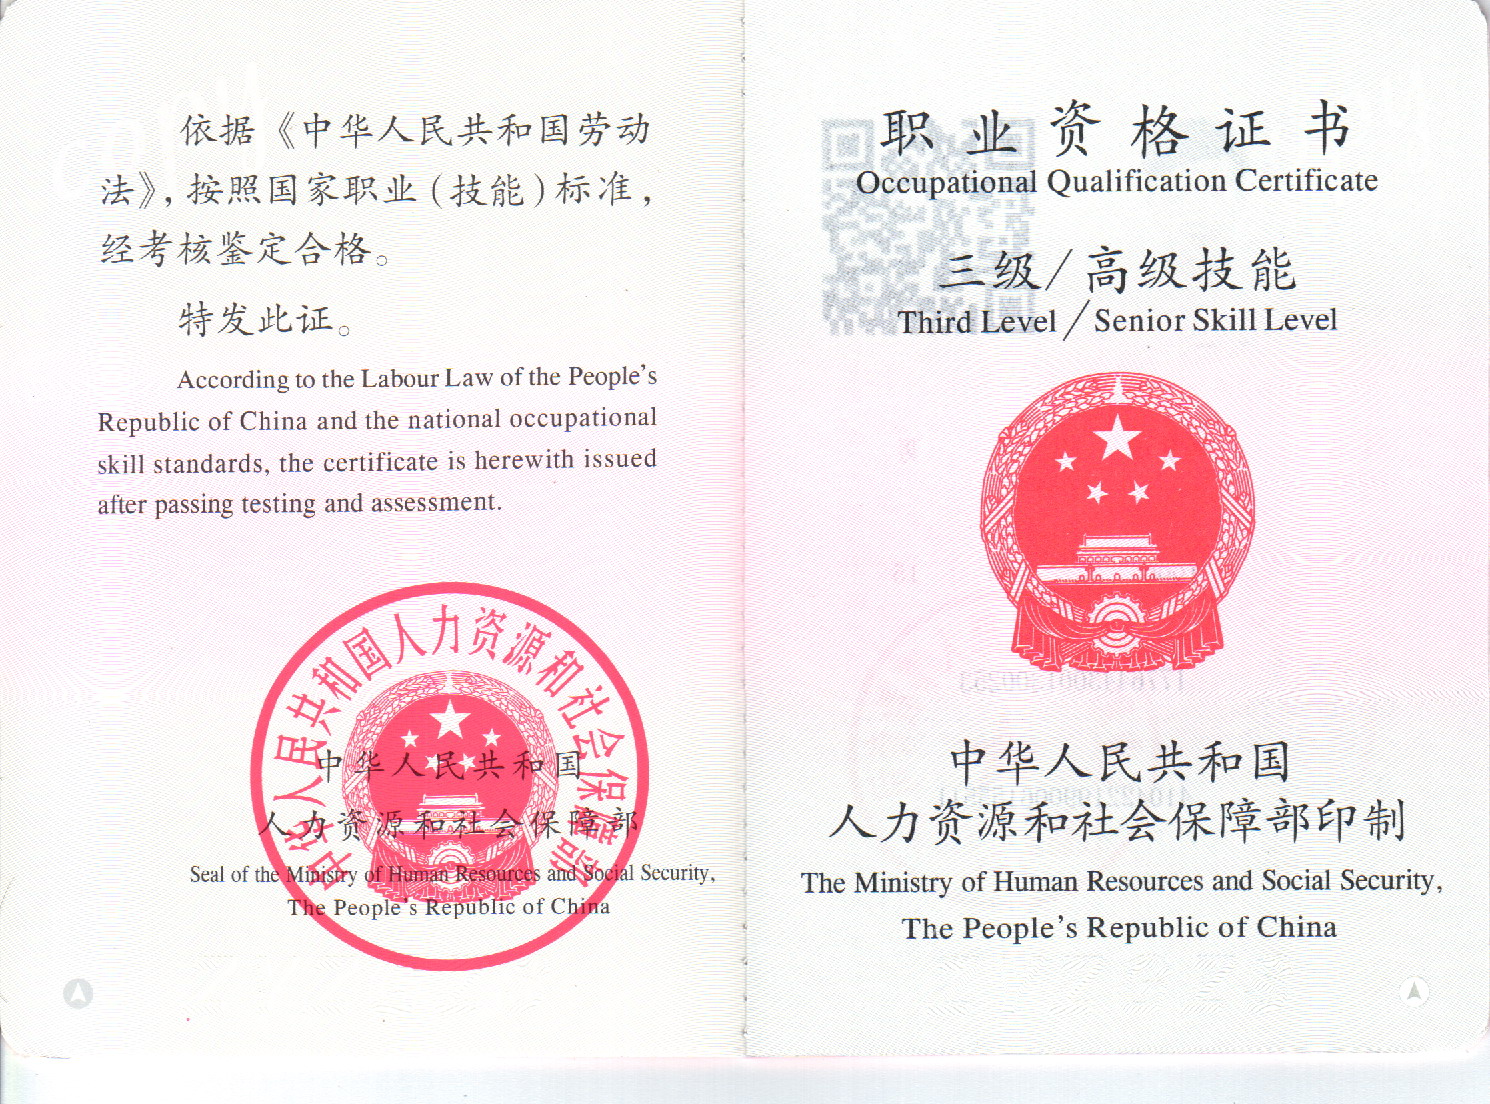 依据《中华人民共和国劳动
法》，按照国家职业(技能)标准，
经考核鉴定合格。
特发此证。
According to the Labour Law of the People's
Republic of China and the national occupational
skill standards, the certificate is herewith issued
after passing testing and assessment.
中华人民共和国人力资源和社会保障部
中华人民共和国
人力资源和社会保障部
Seal of the Ministry of Human Resources and Social Security,
The People's Republic of China
职业资格证书
Occupational Qualification Certificate
三级/高级技能
Third Level/Senior Skill Level
中华人民共和国
人力资源和社会保障部印制
The Ministry of Human Resources and Social Security,
The People's Republic of China